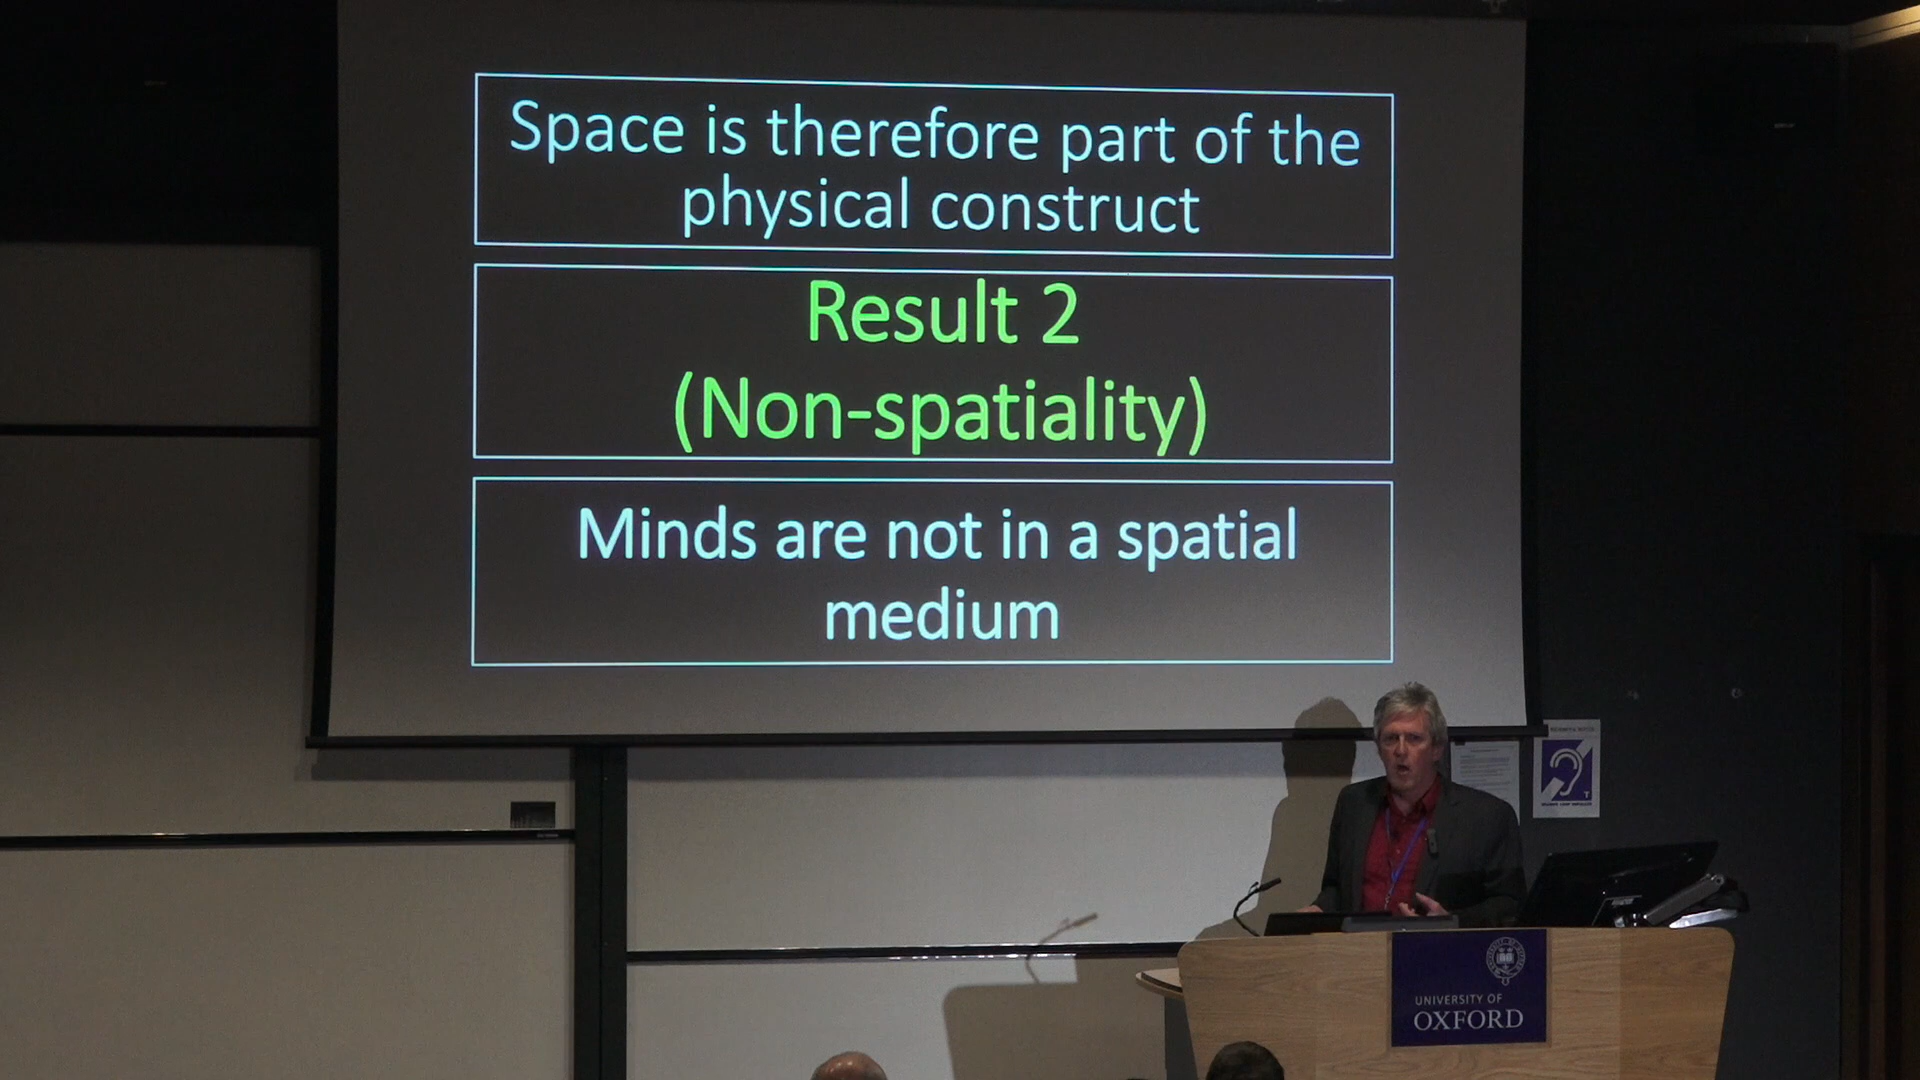 Space is therefore part of the
physical construct
Result 2
(Non-spatiality)
Minds are not in a spatial
medium
T
UNIVERSITY OF
OXFORD